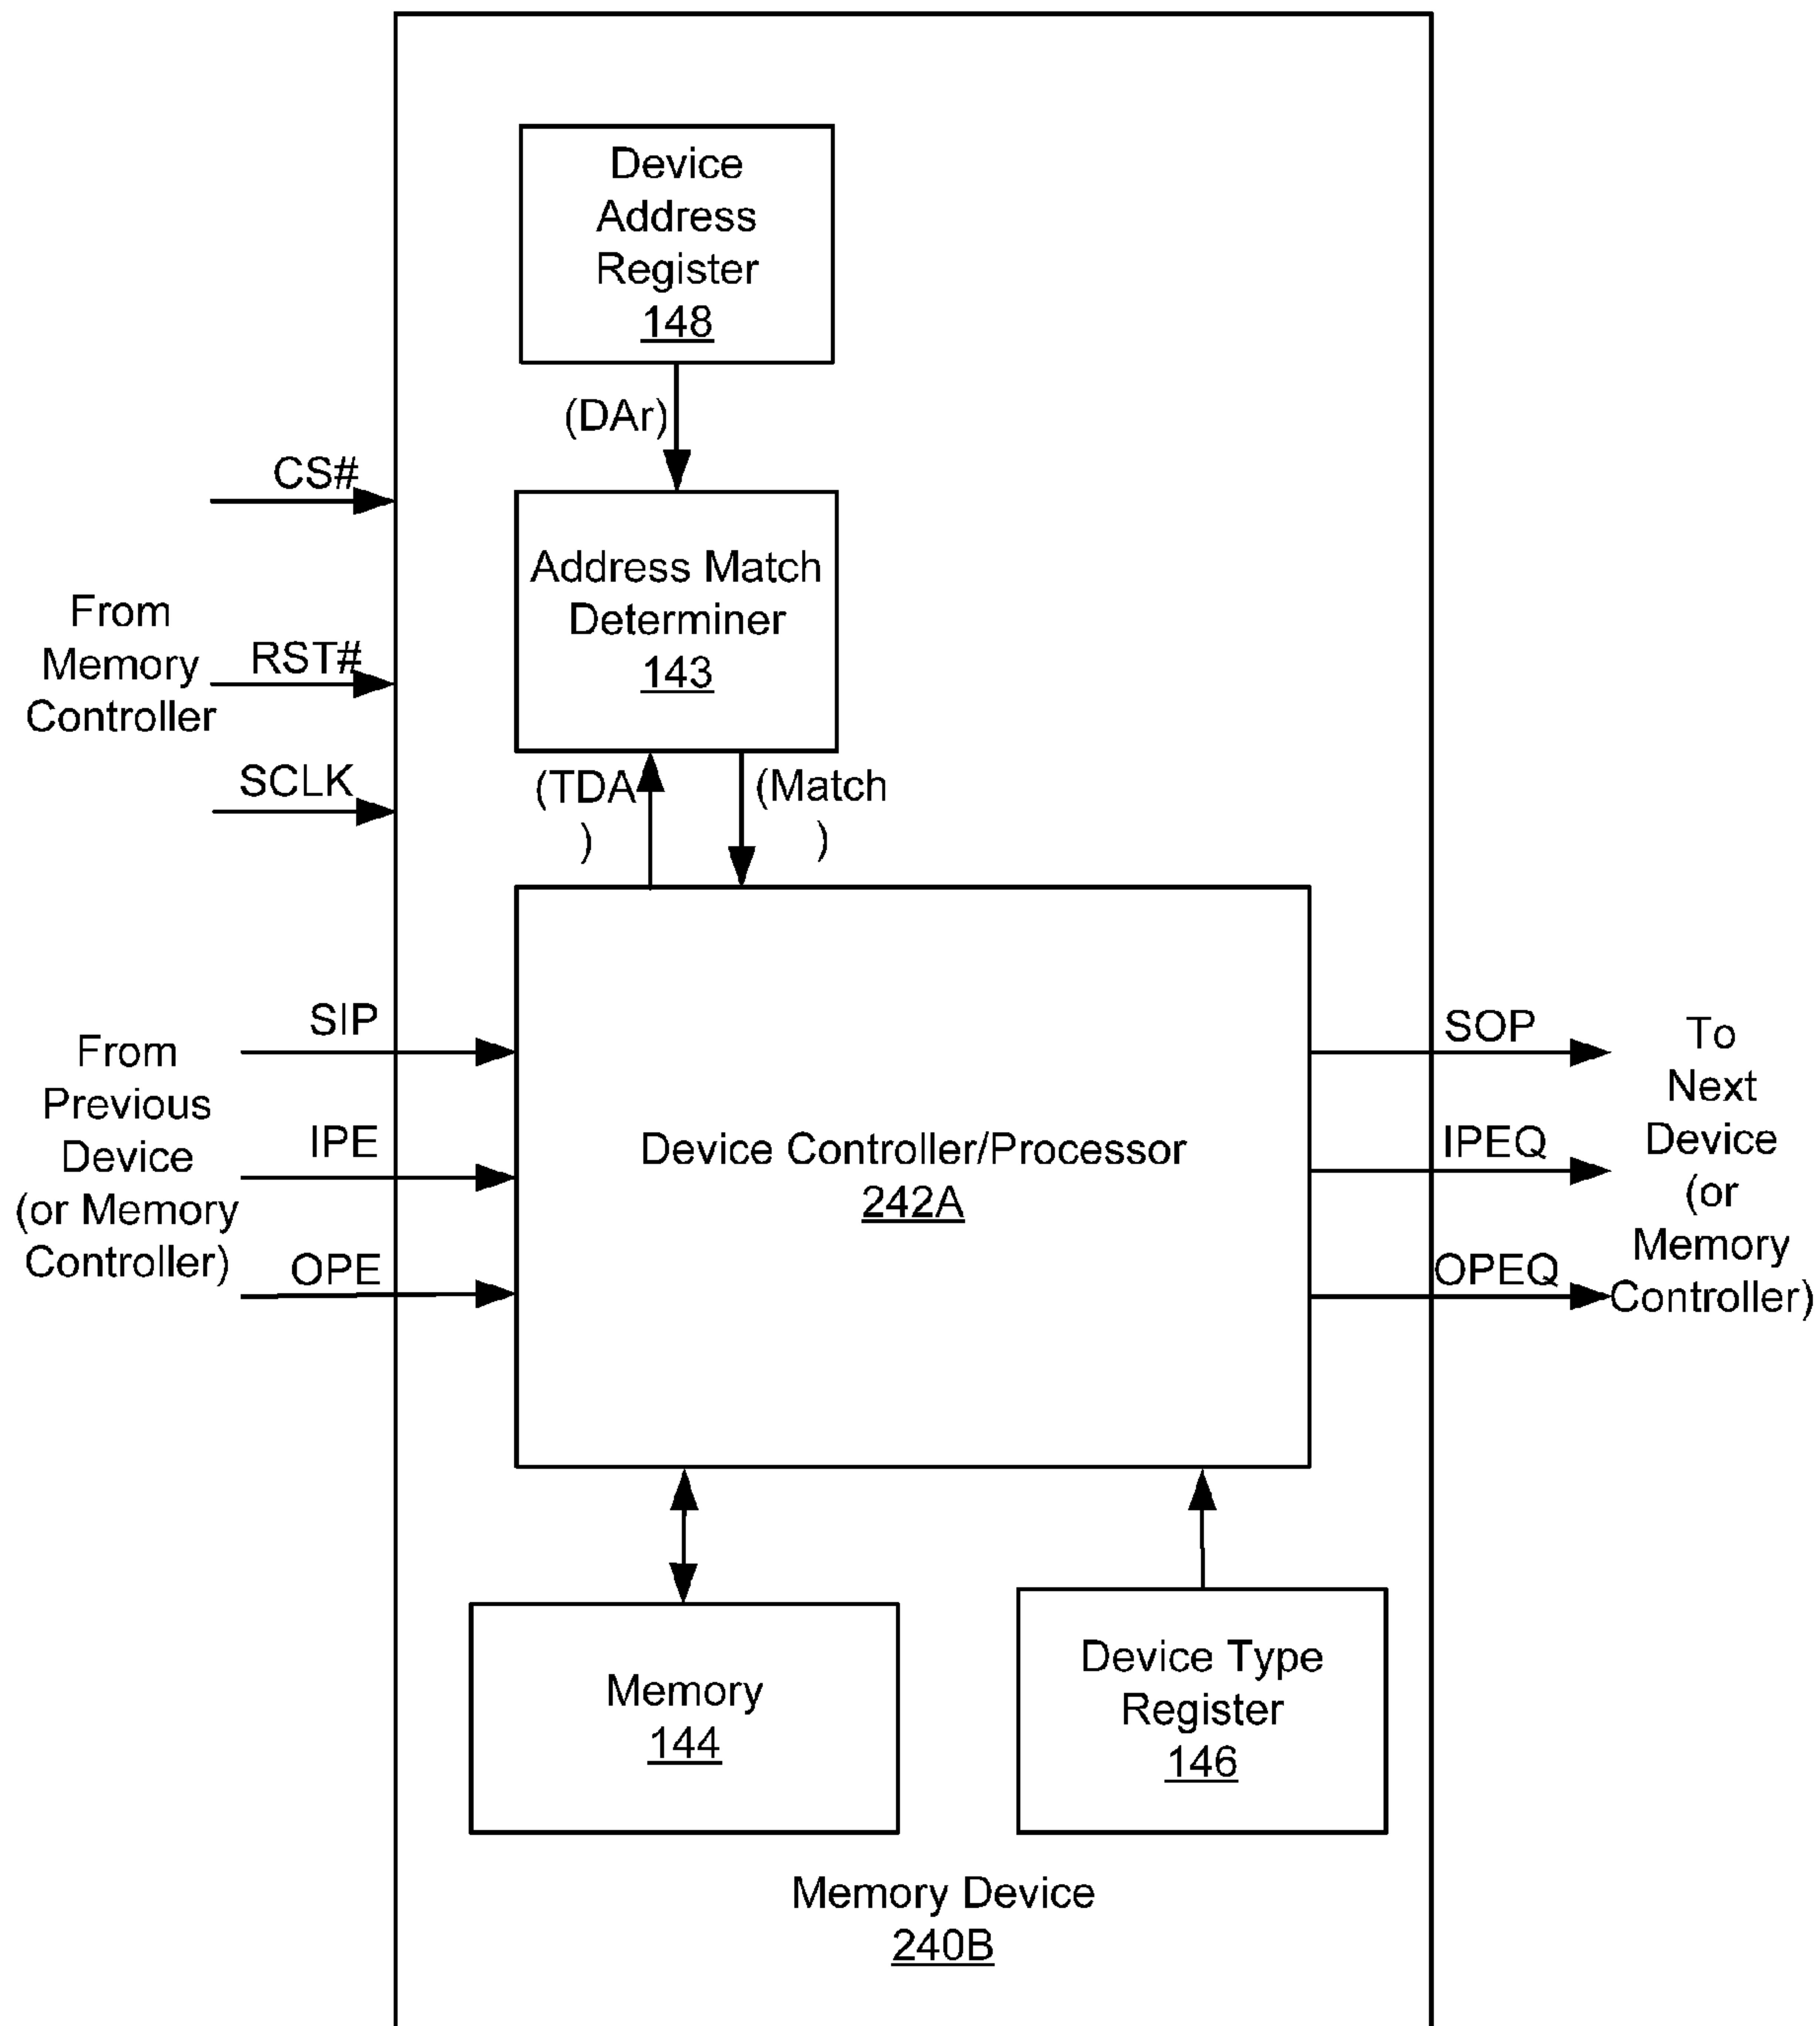 Device
Address
Register
148
(DAr)
CS#
Address Match
Determiner
143
From
Memory
Controller
RST#
SCLK
(TDA
)
(Match
)
SIP
From
Previous
Device
(or Memory
Controller)
IPE
OPE
Device Controller/Processor
242A
SOP
IPEQ
OPEQ
To
Next
Device
(or
Memory
Controller)
Memory
144
Device Type
Register
146
Memory Device
240B